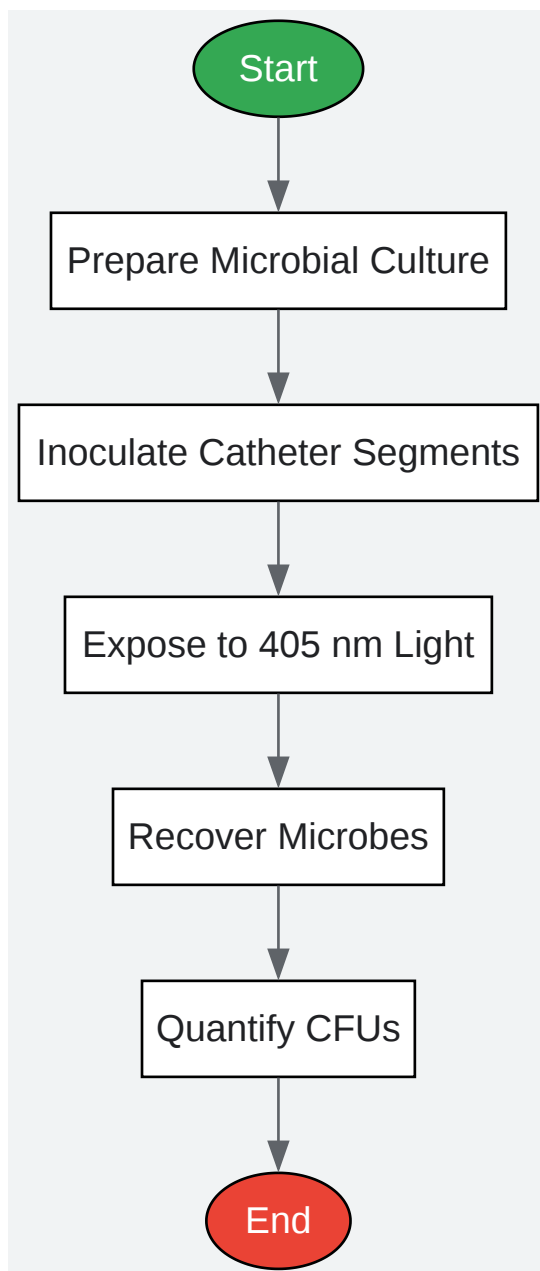 Start
Prepare Microbial Culture
Inoculate Catheter Segments
Expose to 405 nm Light
Recover Microbes
Quantify CFUs
End